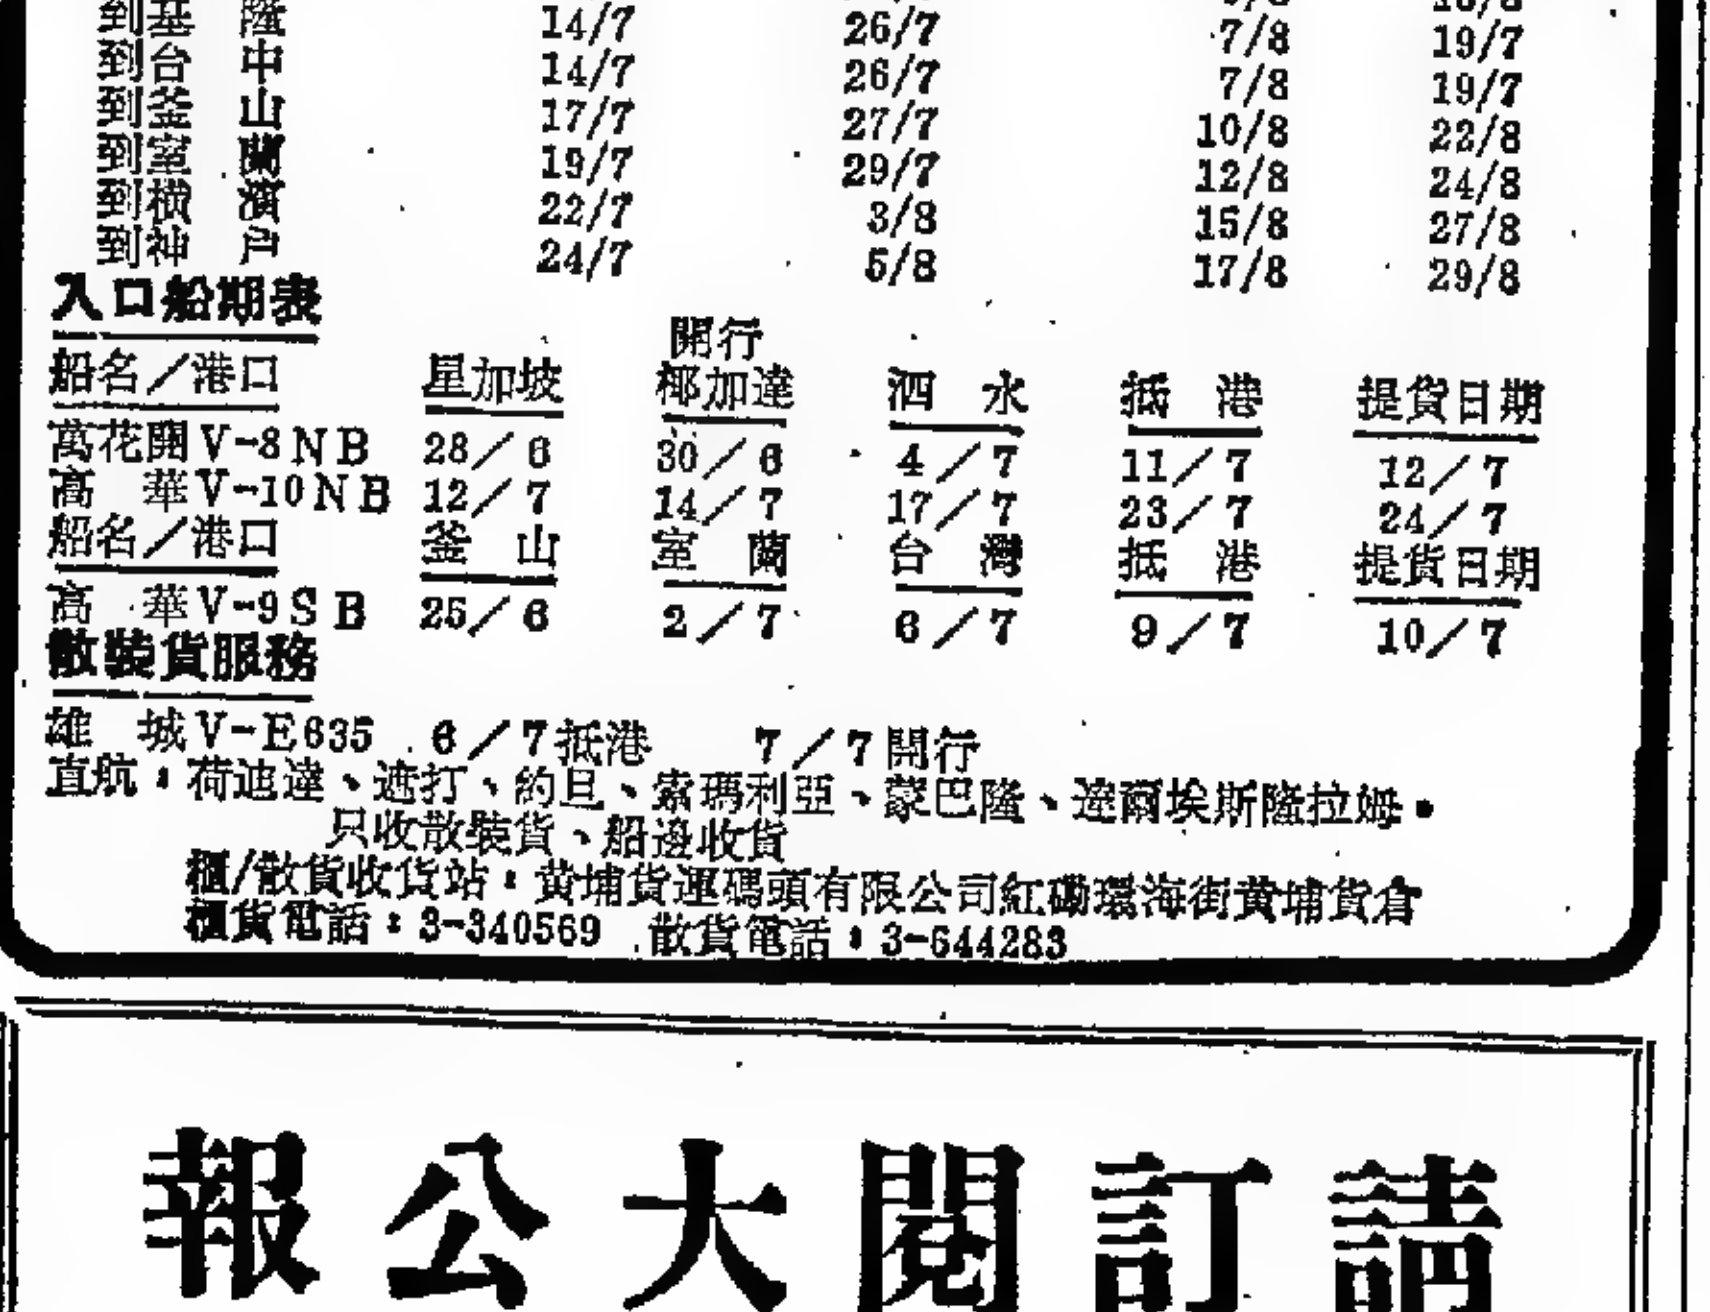 到基隆 14/7 26/7 7/8 19/7
到台中 14/7 26/7 7/8 19/7
到釜山 17/7 27/7 10/8 22/8
到室蘭 19/7 29/7 12/8 24/8
到橫濱 22/7 3/8 15/8 27/8
到神戶 24/7 5/8 17/8 29/8
入口船期表
開行
船名／港口 星加坡 椰加達 泗水 抵港 提貨日期
萬花開V-8NB 28／6 30／6 4／7 11／7 12／7
高華V-10NB 12／7 14／7 17／7 23／7 24／7
船名／港口 釜山 室蘭 台灣 抵港 提貨日期
高華V-9SB 25／6 2／7 6／7 9／7 10／7
散裝貨服務
雄城V-E635 6／7抵港 7／7開行
直航：荷迪達、遮打、約旦、索瑪利亞、蒙巴隆、達爾埃斯隆拉姆。
只收散裝貨、船邊收貨
櫃/散貨收貨站：黃埔貨運碼頭有限公司紅磡環海街黃埔貨倉
櫃貨電話：3-340569 散貨電話：3-644283
報公大閱訂請